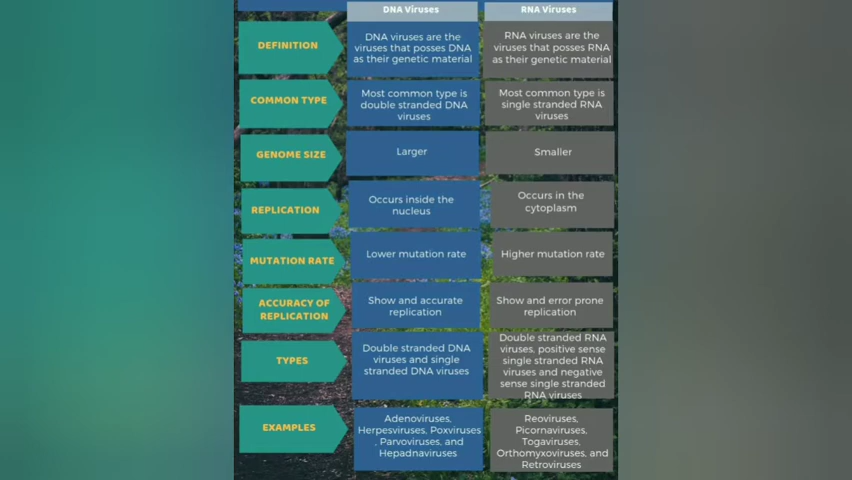 DNA Viruses
RNA Viruses
DEFINITION
DNA viruses are the
viruses that posses DNA
as their genetic material
RNA viruses are the
viruses that posses RNA
as their genetic material
COMMON TYPE
Most common type is
double stranded DNA
viruses
Most common type is
single stranded RNA
viruses
GENOME SIZE
Larger
Smaller
REPLICATION
Occurs inside the
nucleus
Occurs in the
cytoplasm
MUTATION RATE
Lower mutation rate
Higher mutation rate
ACCURACY OF
REPLICATION
Show and accurate
replication
Show and error prone
replication
TYPES
Double stranded DNA
viruses and single
stranded DNA viruses
Double stranded RNA
viruses, positive sense
single stranded RNA
viruses and negative
sense single stranded
RNA viruses
EXAMPLES
Adenoviruses,
Herpesviruses, Poxviruses
, Parvoviruses, and
Hepadnaviruses
Reoviruses,
Picornaviruses,
Togaviruses,
Orthomyxoviruses, and
Retroviruses